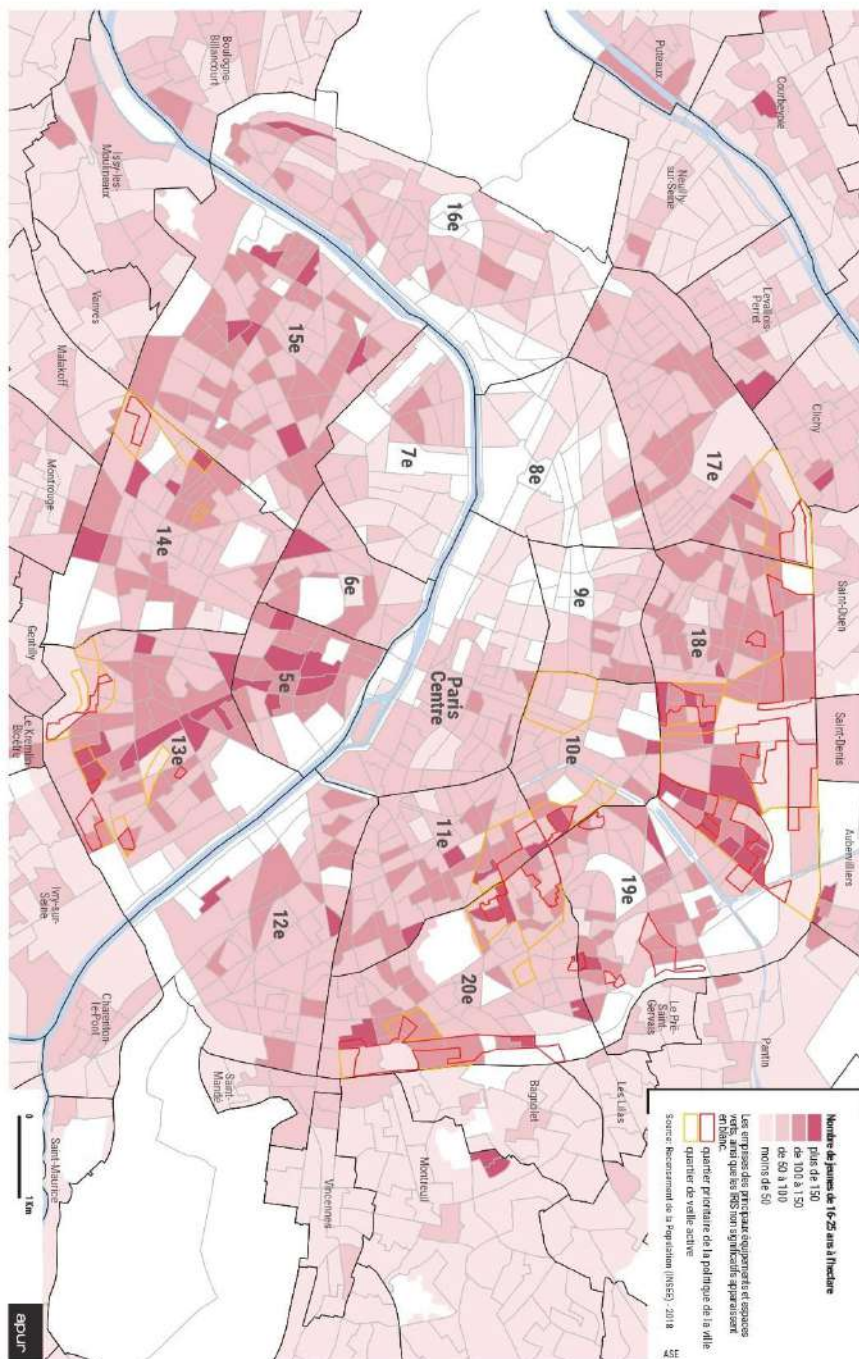 Nombre de jeunes de 16-25 ans à l'hectare
plus de 150
de 100 à 150
de 50 à 100
moins de 50
Les emprises des principaux équipements et espaces
verts, ainsi que les IRIS non significatifs apparaissent
en blanc.
quartier prioritaire de la politique de la ville
quartier de veille active
Source: Recensement de la Population (INSEE) - 2018
ASE
Courbevoie
Puteaux
Neuilly-
sur-Seine
Levallois-
Perret
Clichy
Saint-Ouen
Saint-Denis
Aubervilliers
Pantin
Le Pré-
Saint-
Gervais
Les Lilas
Bagnolet
Montreuil
Vincennes
Saint-
Mandé
Saint-Maurice
Charenton-
le-Pont
Ivry-sur-
Seine
Le Kremlin-
Bicêtre
Gentilly
Montrouge
Malakoff
Vanves
Issy-les-
Moulineaux
Boulogne-
Billancourt
17e
18e
16e
8e
9e
10e
19e
7e
Paris
Centre
20e
15e
6e
5e
11e
14e
13e
12e
0
1 Km
apur